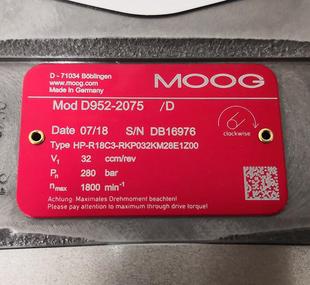 D - 71034 Böblingen
www.moog.com
Made in Germany
MOOG
Mod D952-2075 /D
Date 07/18 S/N DB16976
clockwise
Type HP-R18C3-RKP032KM28E1Z00
V1 32 ccm/rev
Pn 280 bar
nmax 1800 min⁻¹
Achtung: Maximales Drehmoment beachten!
Please pay attention to maximum through drive torque!